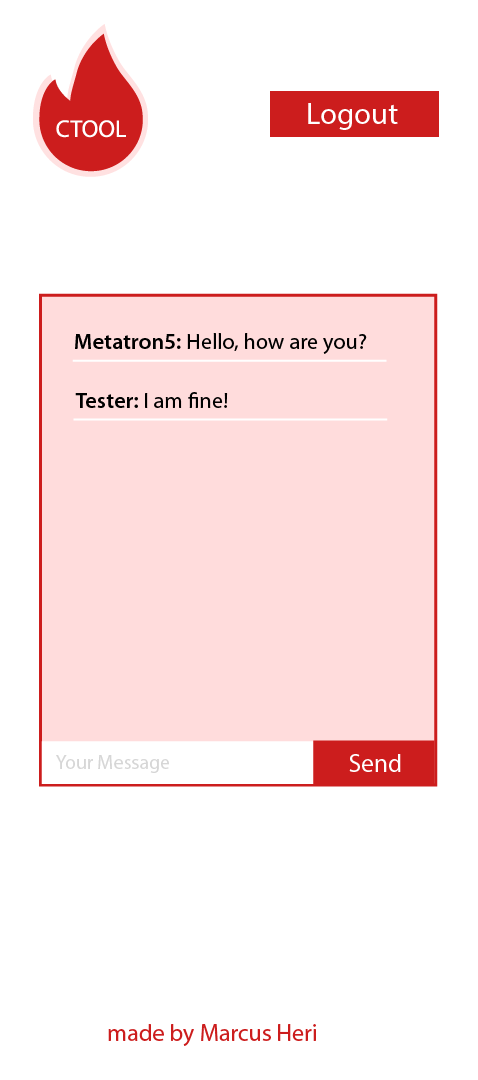 CTOOL
Logout
Metatron5: Hello, how are you?
Tester: I am fine!
Your Message
Send
made by Marcus Heri